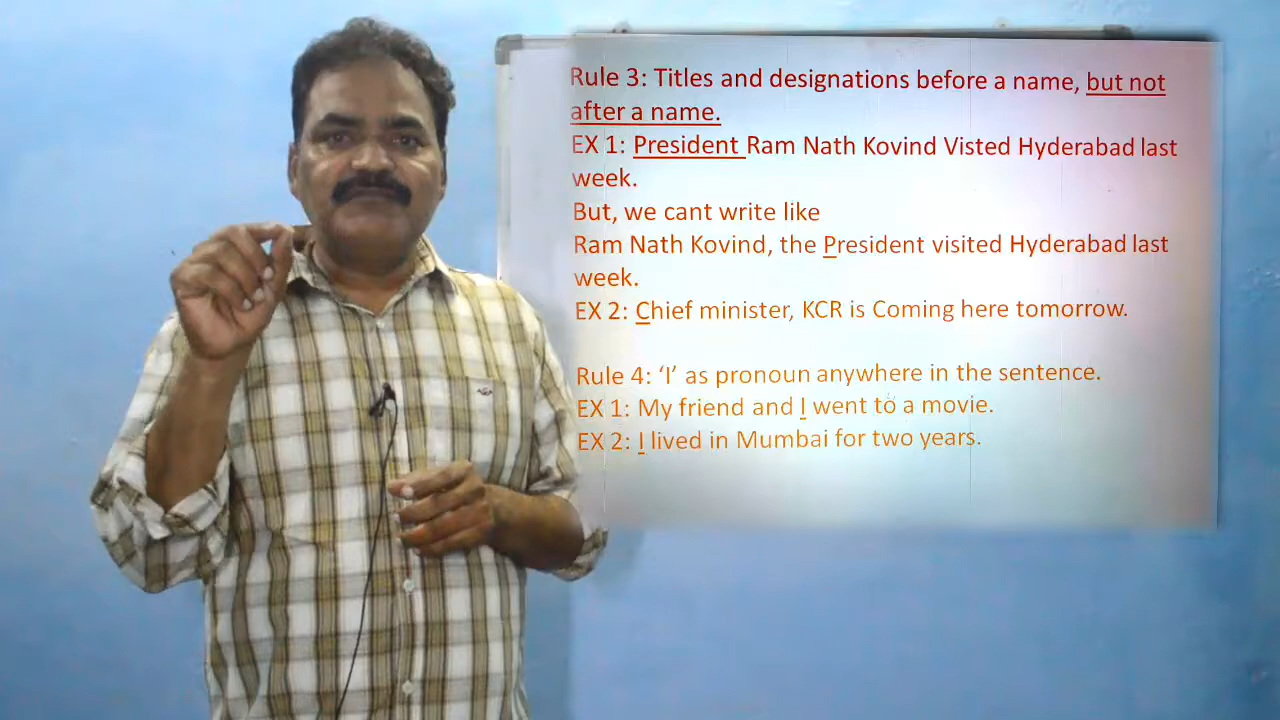 Rule 3: Titles and designations before a name, but not
after a name.
EX 1: President Ram Nath Kovind Visted Hyderabad last
week.
But, we cant write like
Ram Nath Kovind, the President visited Hyderabad last
week.
EX 2: Chief minister, KCR is Coming here tomorrow.
Rule 4: ‘I’ as pronoun anywhere in the sentence.
EX 1: My friend and I went to a movie.
EX 2: I lived in Mumbai for two years.